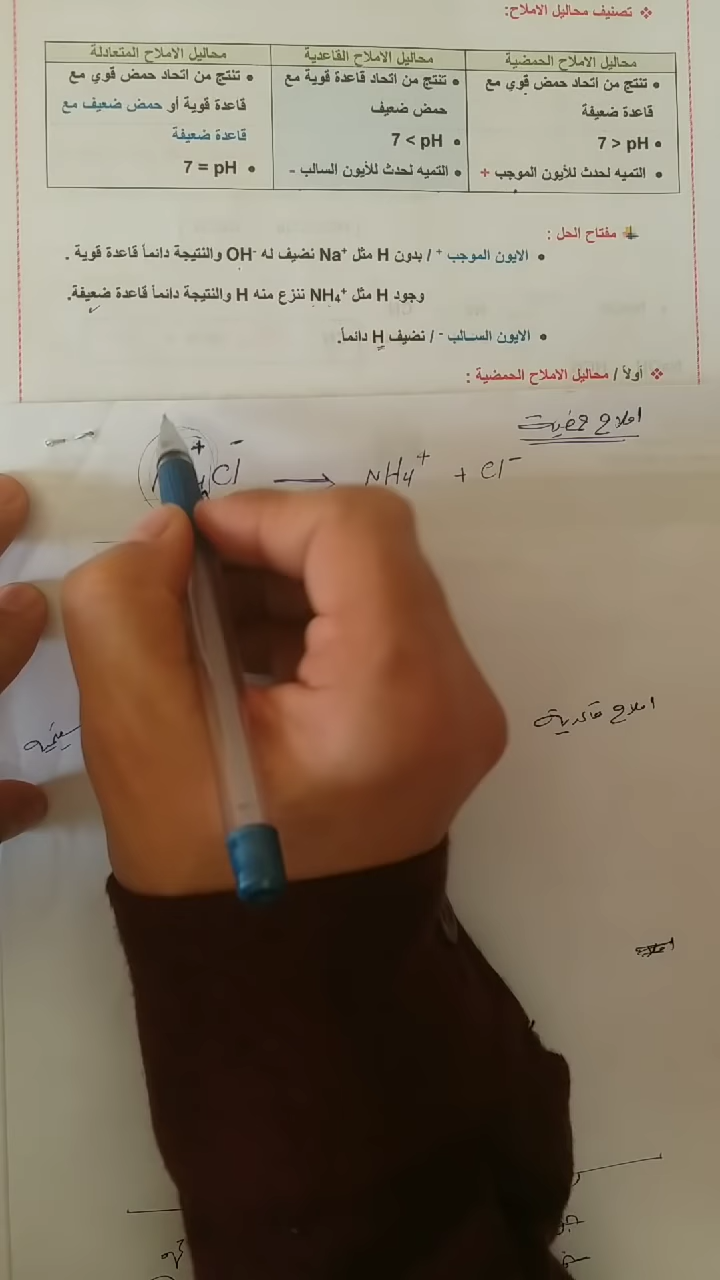 ❖ تصنيف محاليل الاملاح:
محاليل الاملاح الحمضية
• تنتج من اتحاد حمض قوي مع
قاعدة ضعيفة
• 7 > pH
• التميه لحدث للأيون الموجب +
محاليل الاملاح القاعدية
• تنتج من اتحاد قاعدة قوية مع
حمض ضعيف
• 7 < pH
• التميه لحدث للأيون السالب -
محاليل الاملاح المتعادلة
• تنتج من اتحاد حمض قوي مع
قاعدة قوية أو حمض ضعيف مع
قاعدة ضعيفة
• 7 = pH
مفتاح الحل :
• الايون الموجب + / بدون H مثل Na⁺ نضيف له OH⁻ والنتيجة دائماً قاعدة قوية .
وجود H مثل NH₄⁺ ننزع منه H والنتيجة دائماً قاعدة ضعيفة.
• الايون السالب - / نضيف H دائماً.
❖ أولاً / محاليل الاملاح الحمضية :
املاح حمضية
Cl⁻ → NH₄⁺ + Cl⁻
املاح قاعدية